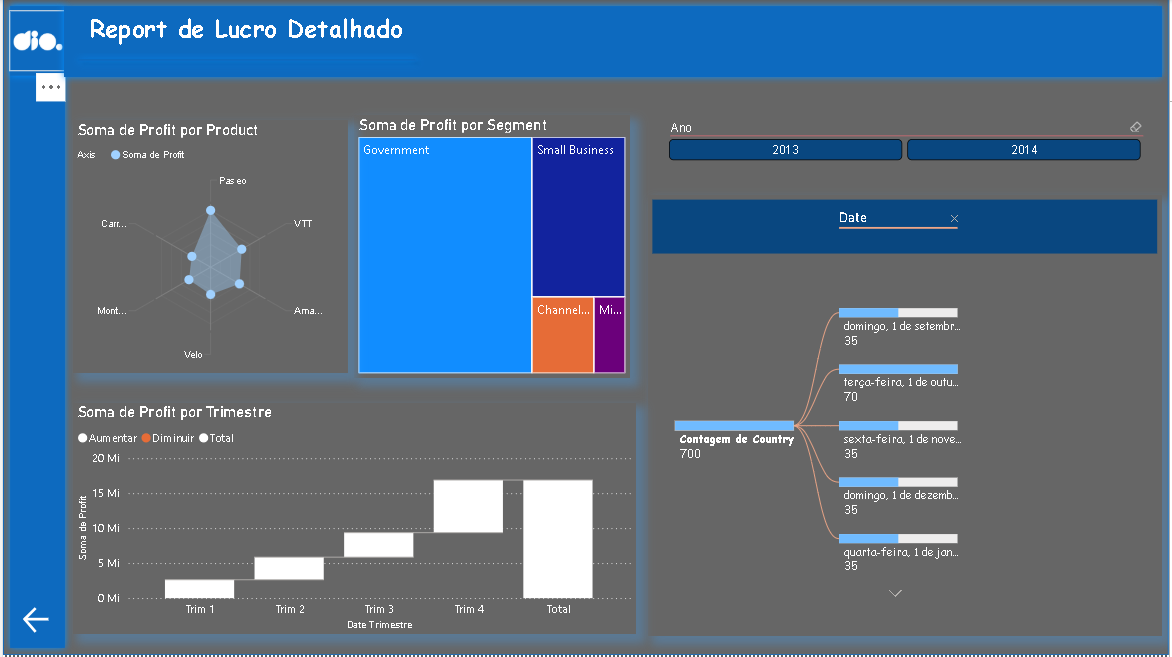 dio.
Report de Lucro Detalhado
...
Soma de Profit por Product
Axis Soma de Profit
Paseo
Carr...
VTT
Mont...
Ama...
Velo
Soma de Profit por Segment
Government
Small Business
Channel...
Mi...
Ano
2013
2014
Date
Contagem de Country
700
domingo, 1 de setembr...
35
terça-feira, 1 de outu...
70
sexta-feira, 1 de nove...
35
domingo, 1 de dezemb...
35
quarta-feira, 1 de jan...
35
Soma de Profit por Trimestre
Aumentar Diminuir Total
Soma de Profit
20 Mi
15 Mi
10 Mi
5 Mi
0 Mi
Trim 1
Trim 2
Trim 3
Trim 4
Total
Date Trimestre